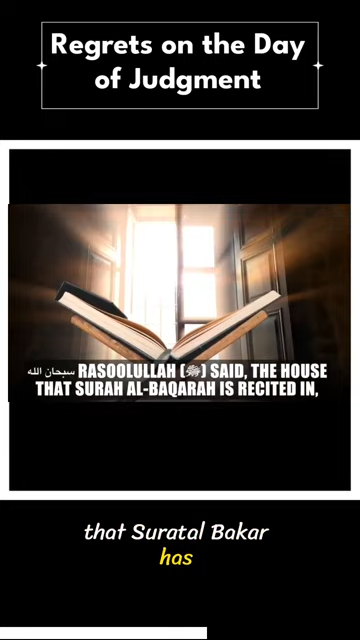 Regrets on the Day
of Judgment
سبحان الله RASOOLULLAH (ﷺ) SAID, THE HOUSE
THAT SURAH AL-BAQARAH IS RECITED IN,
that Suratal Bakar
has